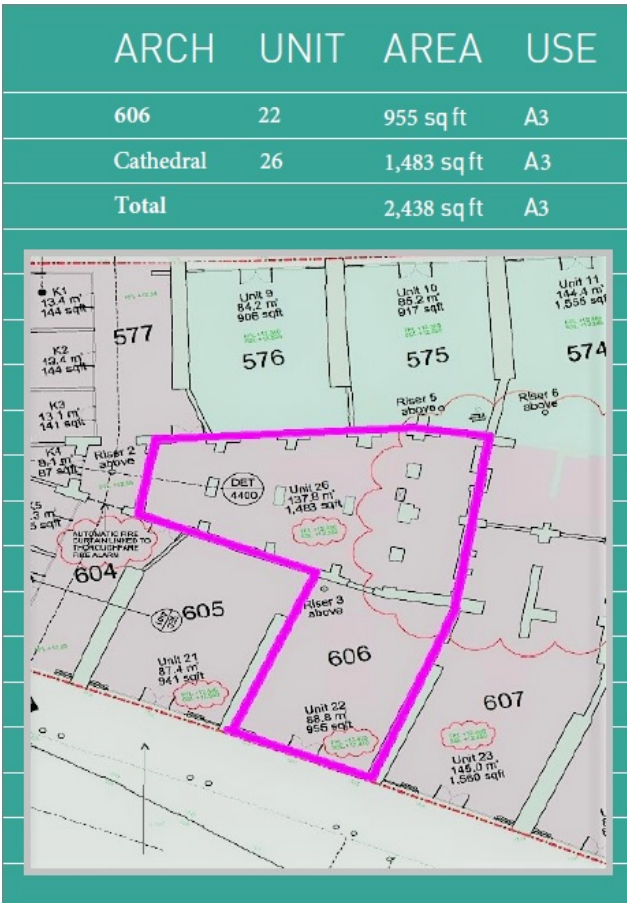 ARCH UNIT AREA USE
606 22 955 sq ft A3
Cathedral 26 1,483 sq ft A3
Total 2,438 sq ft A3
K1
13.4 m²
144 sqft
577
Unit 9
84,2 m²
906 sqft
576
Unit 10
85,2 m²
917 sqft
575
Unit 11
144,4 m²
1,555 sqft
574
K2
13,4 m²
144 sqft
K3
13 1 m²
141 sqft
K4
8,1 m²
87 sqft
Riser 2
above
Riser 5
above
Riser 6
above
DET
4400
Unit 26
137,8 m²
1,483 sqft
AUTOMATIC FIRE
CURTAIN LINKED TO
THOROUGHFARE
FIRE ALARM
604
605
Riser 3
above
606
607
Unit 21
87,4 m²
941 sqft
Unit 22
88,8 m²
955 sqft
Unit 23
145,0 m²
1,560 sqft